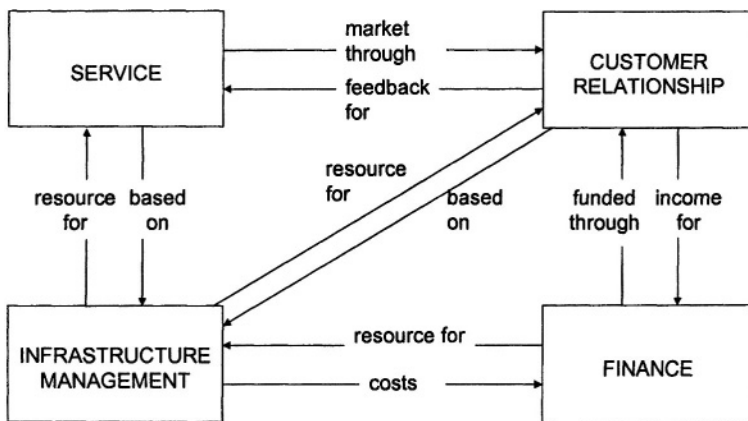 SERVICE
market
through
feedback
for
CUSTOMER
RELATIONSHIP
resource
for
based
on
resource
for
based
on
funded
through
income
for
INFRASTRUCTURE
MANAGEMENT
resource for
costs
FINANCE